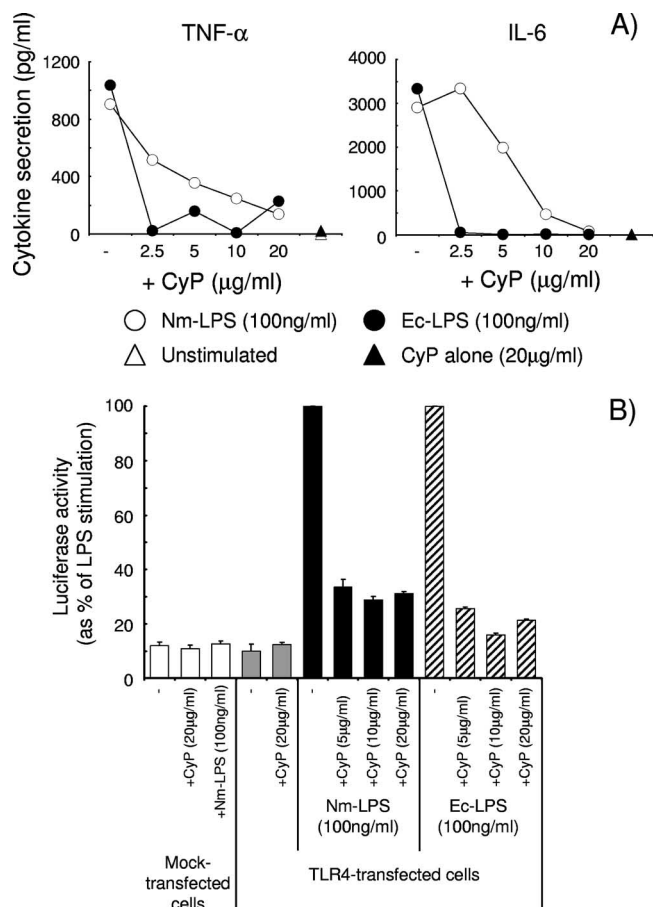 A)
TNF-α
IL-6
Cytokine secretion (pg/ml)
1200
800
400
0
- 2.5 5 10 20
+ CyP (μg/ml)
4000
3000
2000
1000
0
- 2.5 5 10 20
+ CyP (μg/ml)
Nm-LPS (100ng/ml)
Ec-LPS (100ng/ml)
Unstimulated
CyP alone (20μg/ml)
B)
Luciferase activity
(as % of LPS stimulation)
100
80
60
40
20
0
-
+CyP (20μg/ml)
+Nm-LPS (100ng/ml)
-
+CyP (20μg/ml)
-
+CyP (5μg/ml)
+CyP (10μg/ml)
+CyP (20μg/ml)
-
+CyP (5μg/ml)
+CyP (10μg/ml)
+CyP (20μg/ml)
Nm-LPS
(100ng/ml)
Ec-LPS
(100ng/ml)
Mock-
transfected
cells
TLR4-transfected cells